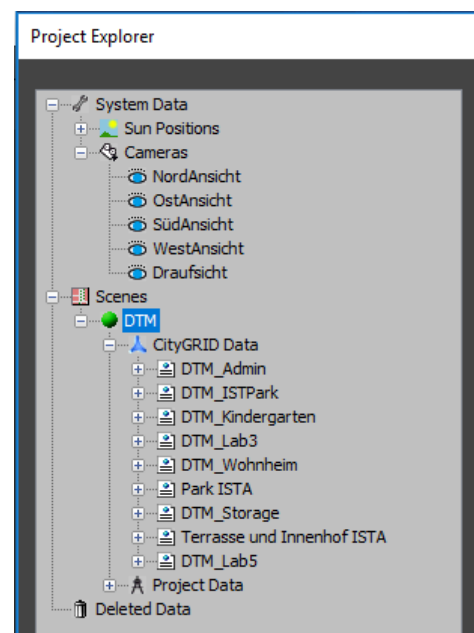 Project Explorer
System Data
Sun Positions
Cameras
NordAnsicht
OstAnsicht
SüdAnsicht
WestAnsicht
Draufsicht
Scenes
DTM
CityGRID Data
DTM_Admin
DTM_ISTPark
DTM_Kindergarten
DTM_Lab3
DTM_Wohnheim
Park ISTA
DTM_Storage
Terrasse und Innenhof ISTA
DTM_Lab5
Project Data
Deleted Data